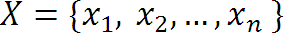 X = {x₁, x₂, ..., xₙ }